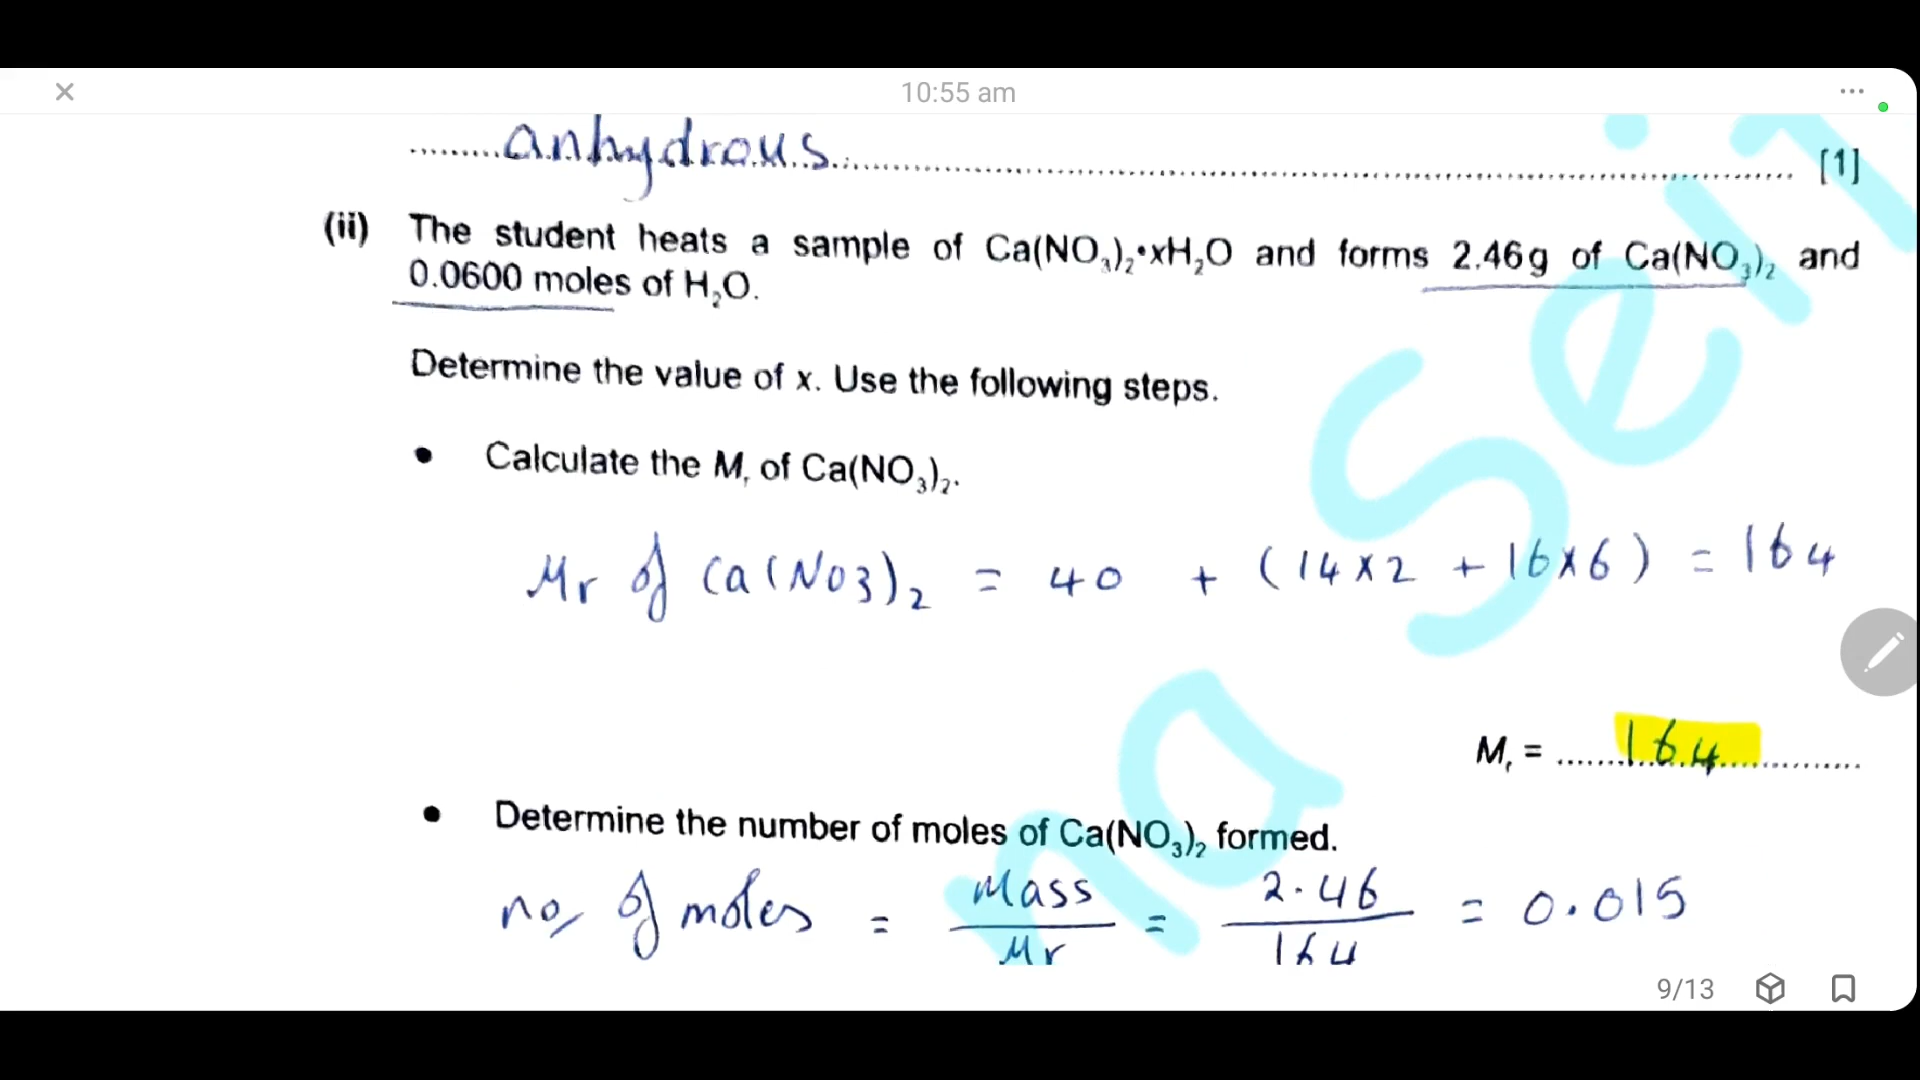 10:55 am
anhydrous [1]
(ii) The student heats a sample of Ca(NO₃)₂•xH₂O and forms 2.46g of Ca(NO₃)₂ and
0.0600 moles of H₂O.
Determine the value of x. Use the following steps.
• Calculate the Mᵣ of Ca(NO₃)₂.
Mr of Ca(NO3)₂ = 40 + (14×2 + 16×6) = 164
Mᵣ = 164
• Determine the number of moles of Ca(NO₃)₂ formed.
no, of moles = Mass / Mr = 2.46 / 164 = 0.015
9/13